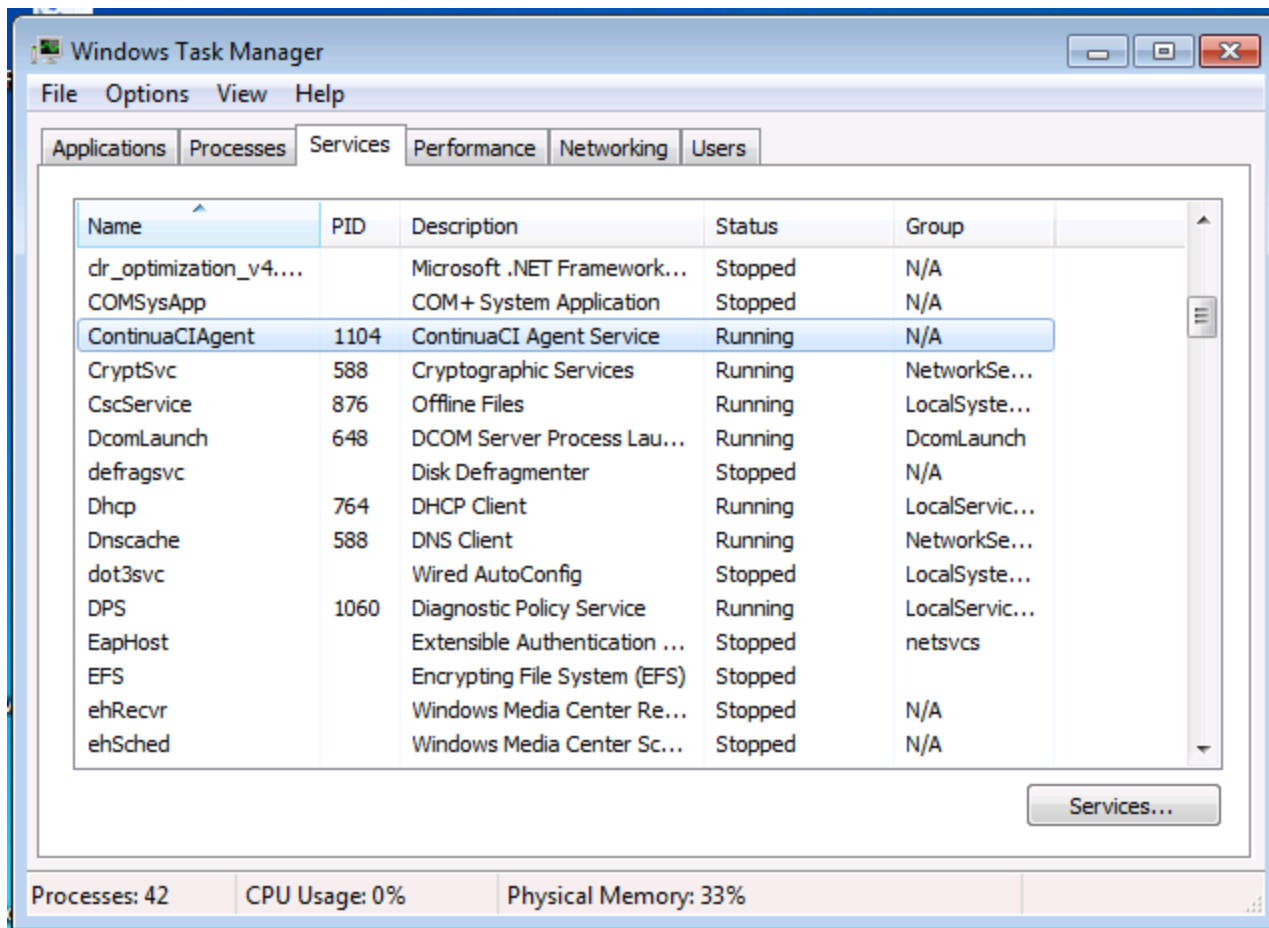 Windows Task Manager
File Options View Help
Applications Processes Services Performance Networking Users
Name PID Description Status Group
clr_optimization_v4.... Microsoft .NET Framework... Stopped N/A
COMSysApp COM+ System Application Stopped N/A
ContinuaCIAgent 1104 ContinuaCI Agent Service Running N/A
CryptSvc 588 Cryptographic Services Running NetworkSe...
CscService 876 Offline Files Running LocalSyste...
DcomLaunch 648 DCOM Server Process Lau... Running DcomLaunch
defragsvc Disk Defragmenter Stopped N/A
Dhcp 764 DHCP Client Running LocalServic...
Dnscache 588 DNS Client Running NetworkSe...
dot3svc Wired AutoConfig Stopped LocalSyste...
DPS 1060 Diagnostic Policy Service Running LocalServic...
EapHost Extensible Authentication ... Stopped netsvcs
EFS Encrypting File System (EFS) Stopped
ehRecvr Windows Media Center Re... Stopped N/A
ehSched Windows Media Center Sc... Stopped N/A
Services...
Processes: 42 CPU Usage: 0% Physical Memory: 33%